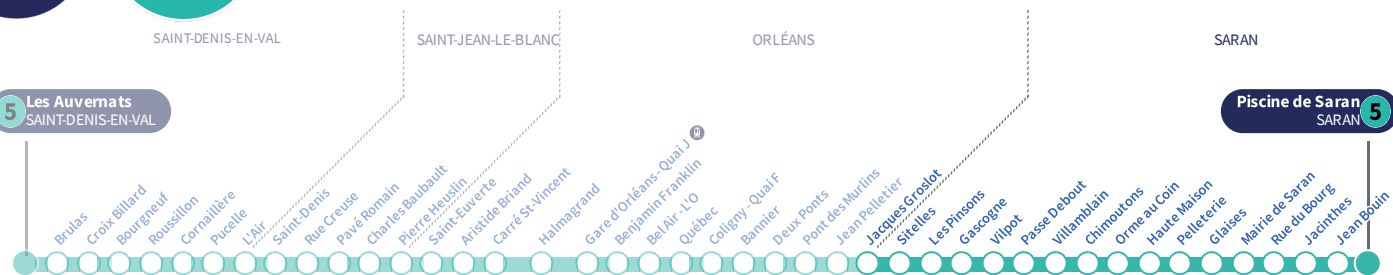 SAINT-DENIS-EN-VAL
SAINT-JEAN-LE-BLANC
ORLÉANS
SARAN
5
Les Auvernats
SAINT-DENIS-EN-VAL
Piscine de Saran
SARAN
5
Brulas
Croix Billard
Bourgneuf
Roussillon
Cornaillère
Pucelle
L'Air
Saint-Denis
Rue Creuse
Pavé Romain
Charles Baubault
Pierre Heuslin
Saint-Euverte
Aristide Briand
Carré St-Vincent
Halmagrand
Gare d'Orléans - Quai J
Benjamin Franklin
Bel Air - L'O
Québec
Coligny - Quai F
Bannier
Deux Ponts
Pont des Murlins
Jean Pelletier
Jacques Groslot
Sitelles
Les Pinsons
Gascogne
Vilpot
Passe Debout
Villamblain
Chimoutons
Orme au Coin
Haute Maison
Pelleterie
Glaises
Mairie de Saran
Rue du Bourg
Jacinthes
Jean Bouin